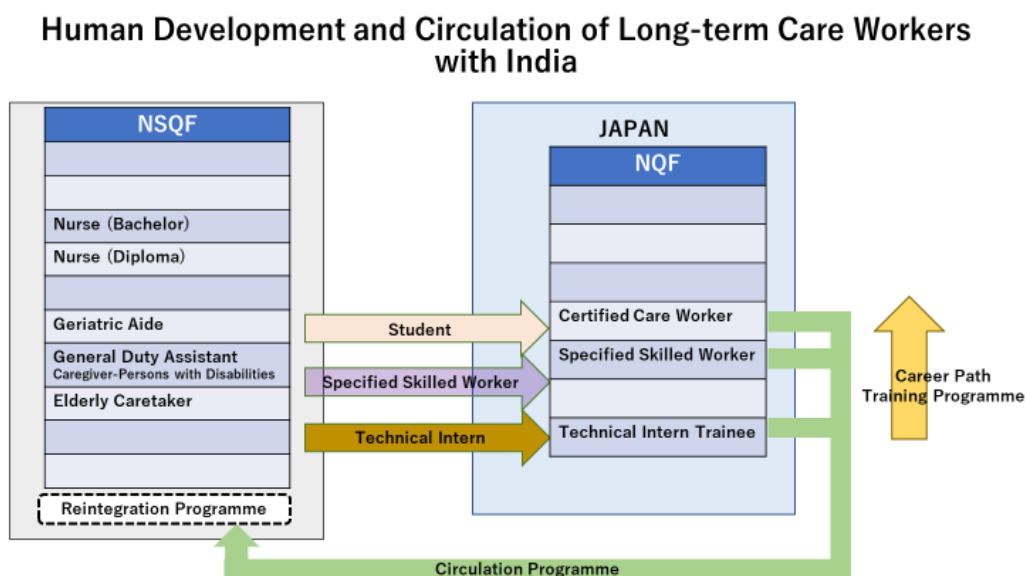 Human Development and Circulation of Long-term Care Workers
with India
NSQF
Nurse (Bachelor)
Nurse (Diploma)
Geriatric Aide
General Duty Assistant
Caregiver-Persons with Disabilities
Elderly Caretaker
Reintegration Programme
Student
Specified Skilled Worker
Technical Intern
JAPAN
NQF
Certified Care Worker
Specified Skilled Worker
Technical Intern Trainee
Career Path
Training Programme
Circulation Programme